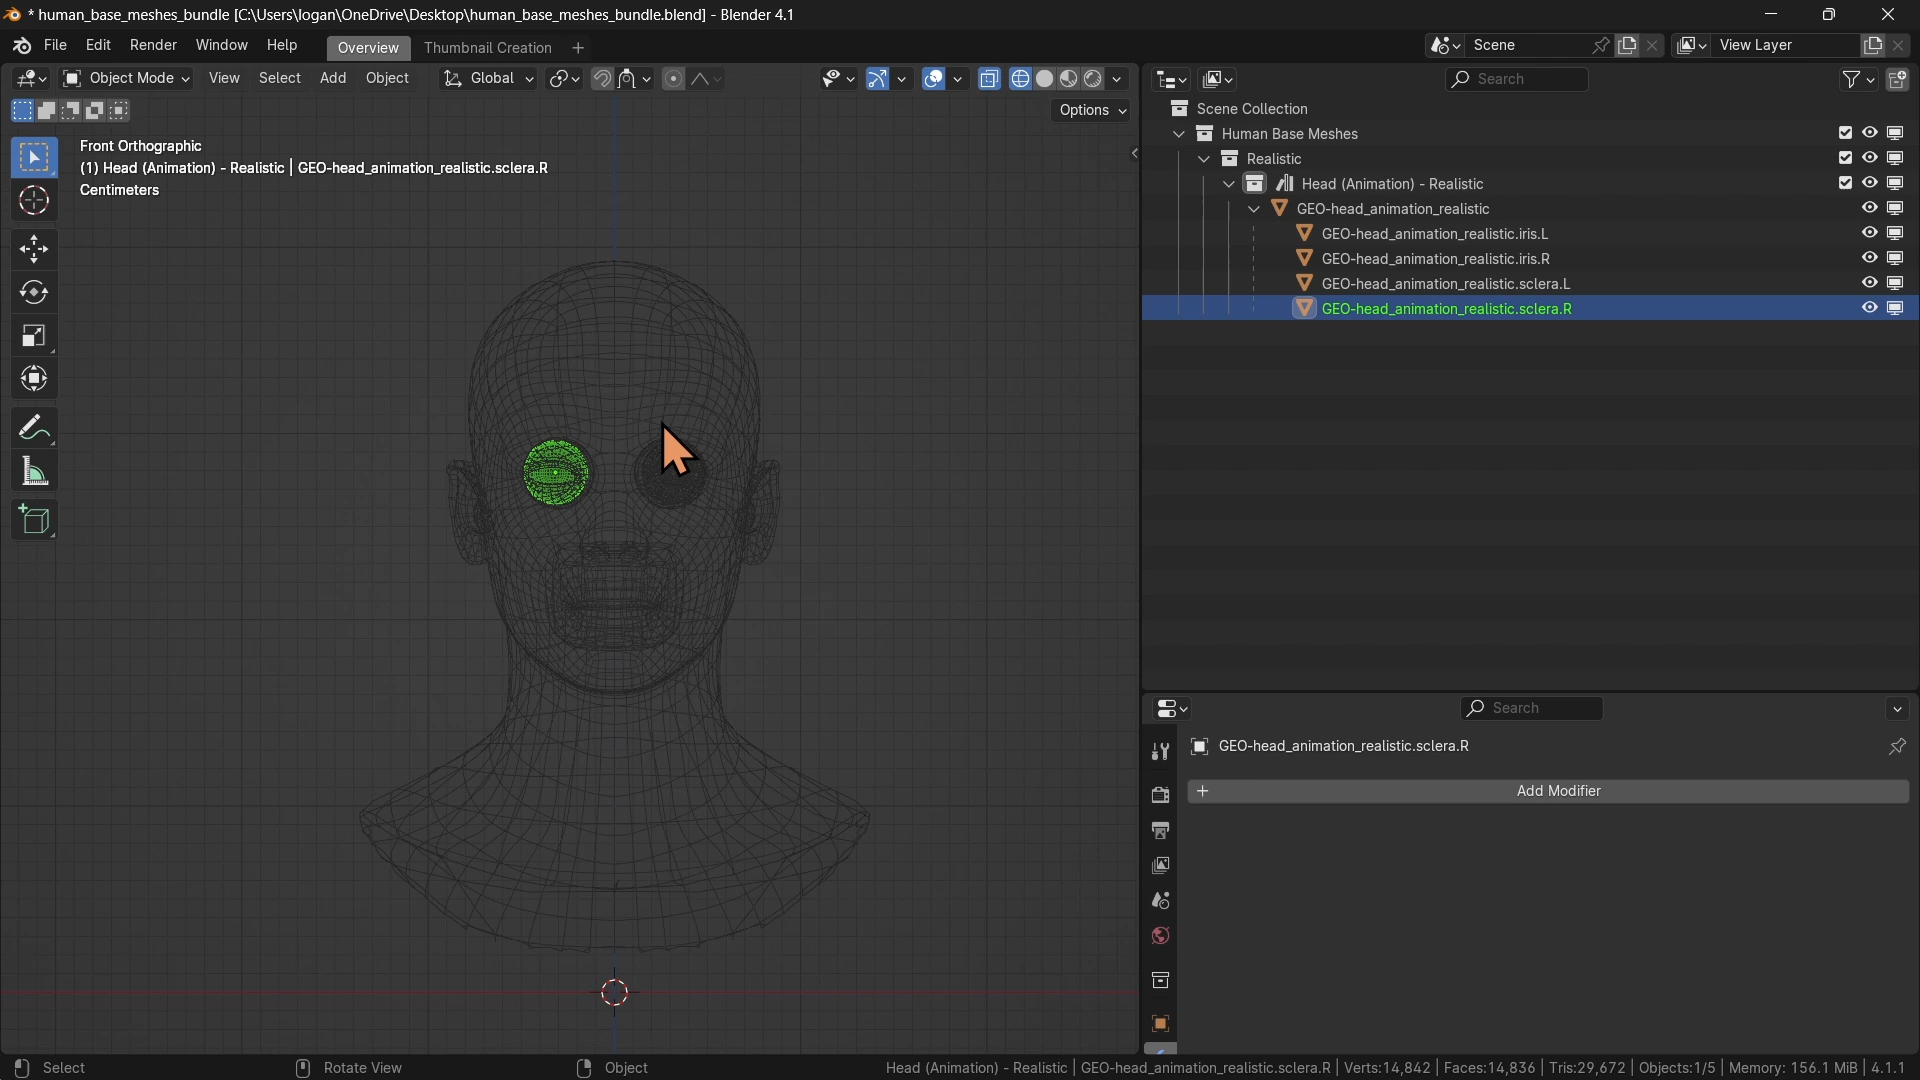 * human_base_meshes_bundle [C:\Users\logan\OneDrive\Desktop\human_base_meshes_bundle.blend] - Blender 4.1
File Edit Render Window Help Overview Thumbnail Creation + Scene View Layer
Object Mode View Select Add Object Global Search
Options
Front Orthographic
(1) Head (Animation) - Realistic | GEO-head_animation_realistic.sclera.R
Centimeters
Scene Collection
Human Base Meshes
Realistic
Head (Animation) - Realistic
GEO-head_animation_realistic
GEO-head_animation_realistic.iris.L
GEO-head_animation_realistic.iris.R
GEO-head_animation_realistic.sclera.L
GEO-head_animation_realistic.sclera.R
Search
GEO-head_animation_realistic.sclera.R
+ Add Modifier
Select Rotate View Object Head (Animation) - Realistic | GEO-head_animation_realistic.sclera.R | Verts:14,842 | Faces:14,836 | Tris:29,672 | Objects:1/5 | Memory: 156.1 MiB | 4.1.1